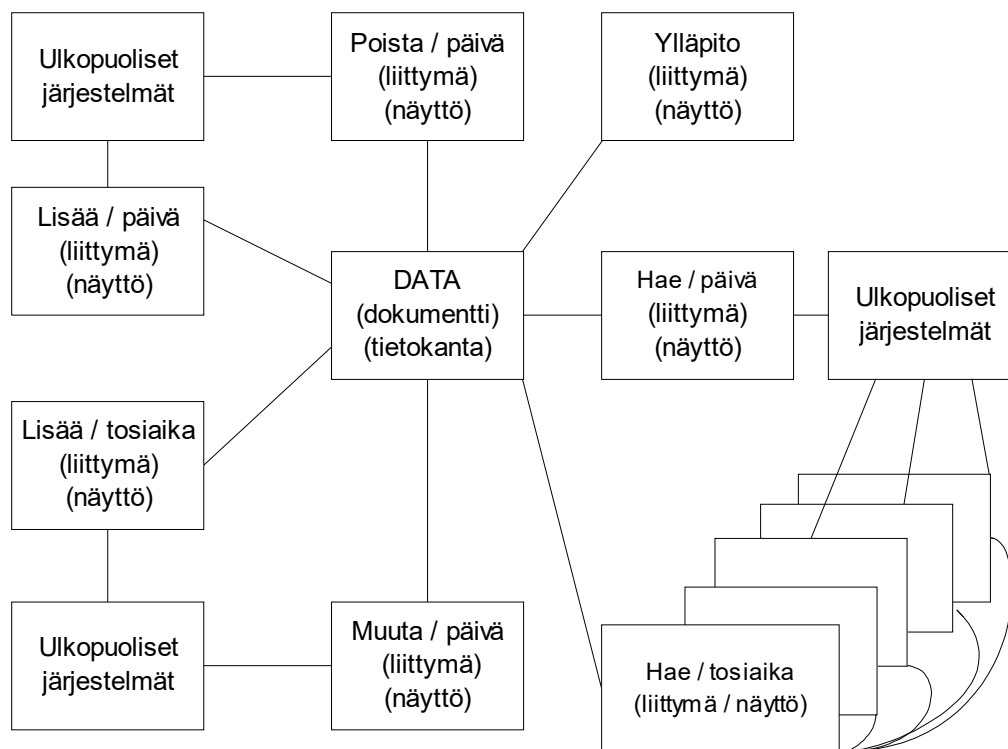 Ulkopuoliset
järjestelmät
Poista / päivä
(liittymä)
(näyttö)
Ylläpito
(liittymä)
(näyttö)
Lisää / päivä
(liittymä)
(näyttö)
DATA
(dokumentti)
(tietokanta)
Hae / päivä
(liittymä)
(näyttö)
Ulkopuoliset
järjestelmät
Lisää / tosiaika
(liittymä)
(näyttö)
Ulkopuoliset
järjestelmät
Muuta / päivä
(liittymä)
(näyttö)
Hae / tosiaika
(liittymä / näyttö)